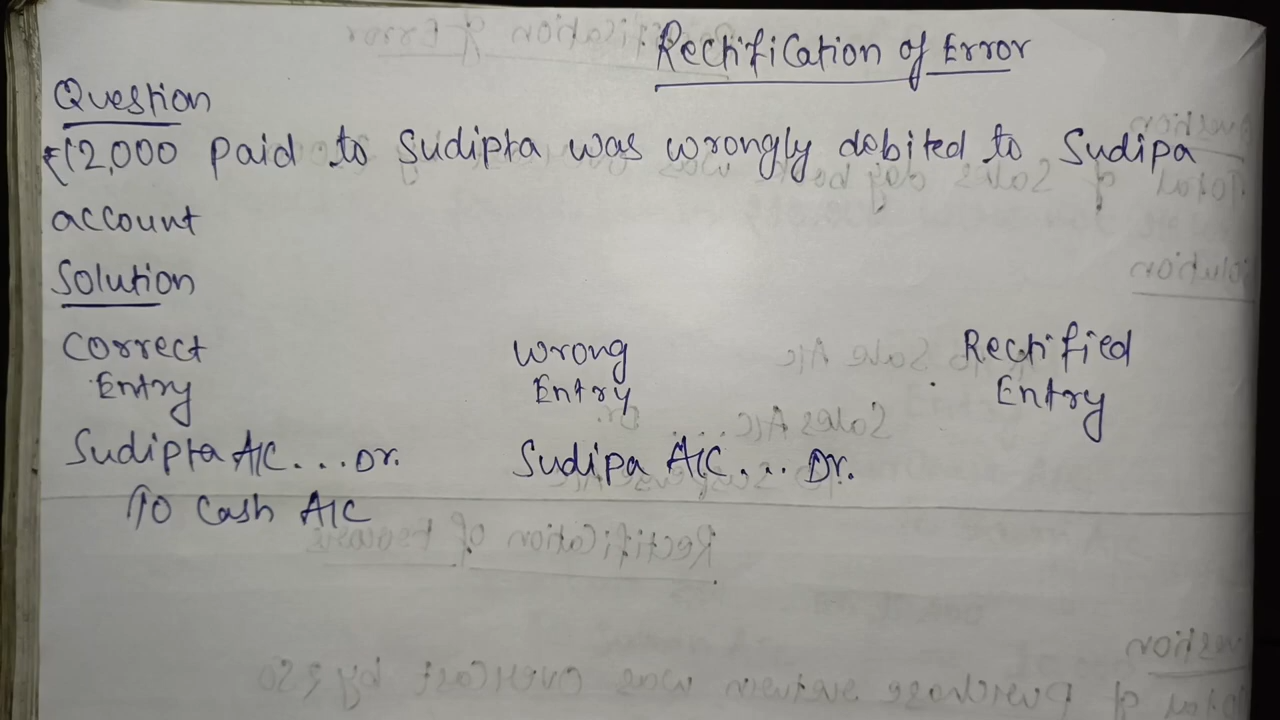 Rectification of Error
Question
₹12,000 paid to Sudipta was wrongly debited to Sudipa
account
Solution
Correct Entry
Wrong Entry
Rectified Entry
Sudipta A/C...Dr.
To Cash A/C
Sudipa A/C... Dr.